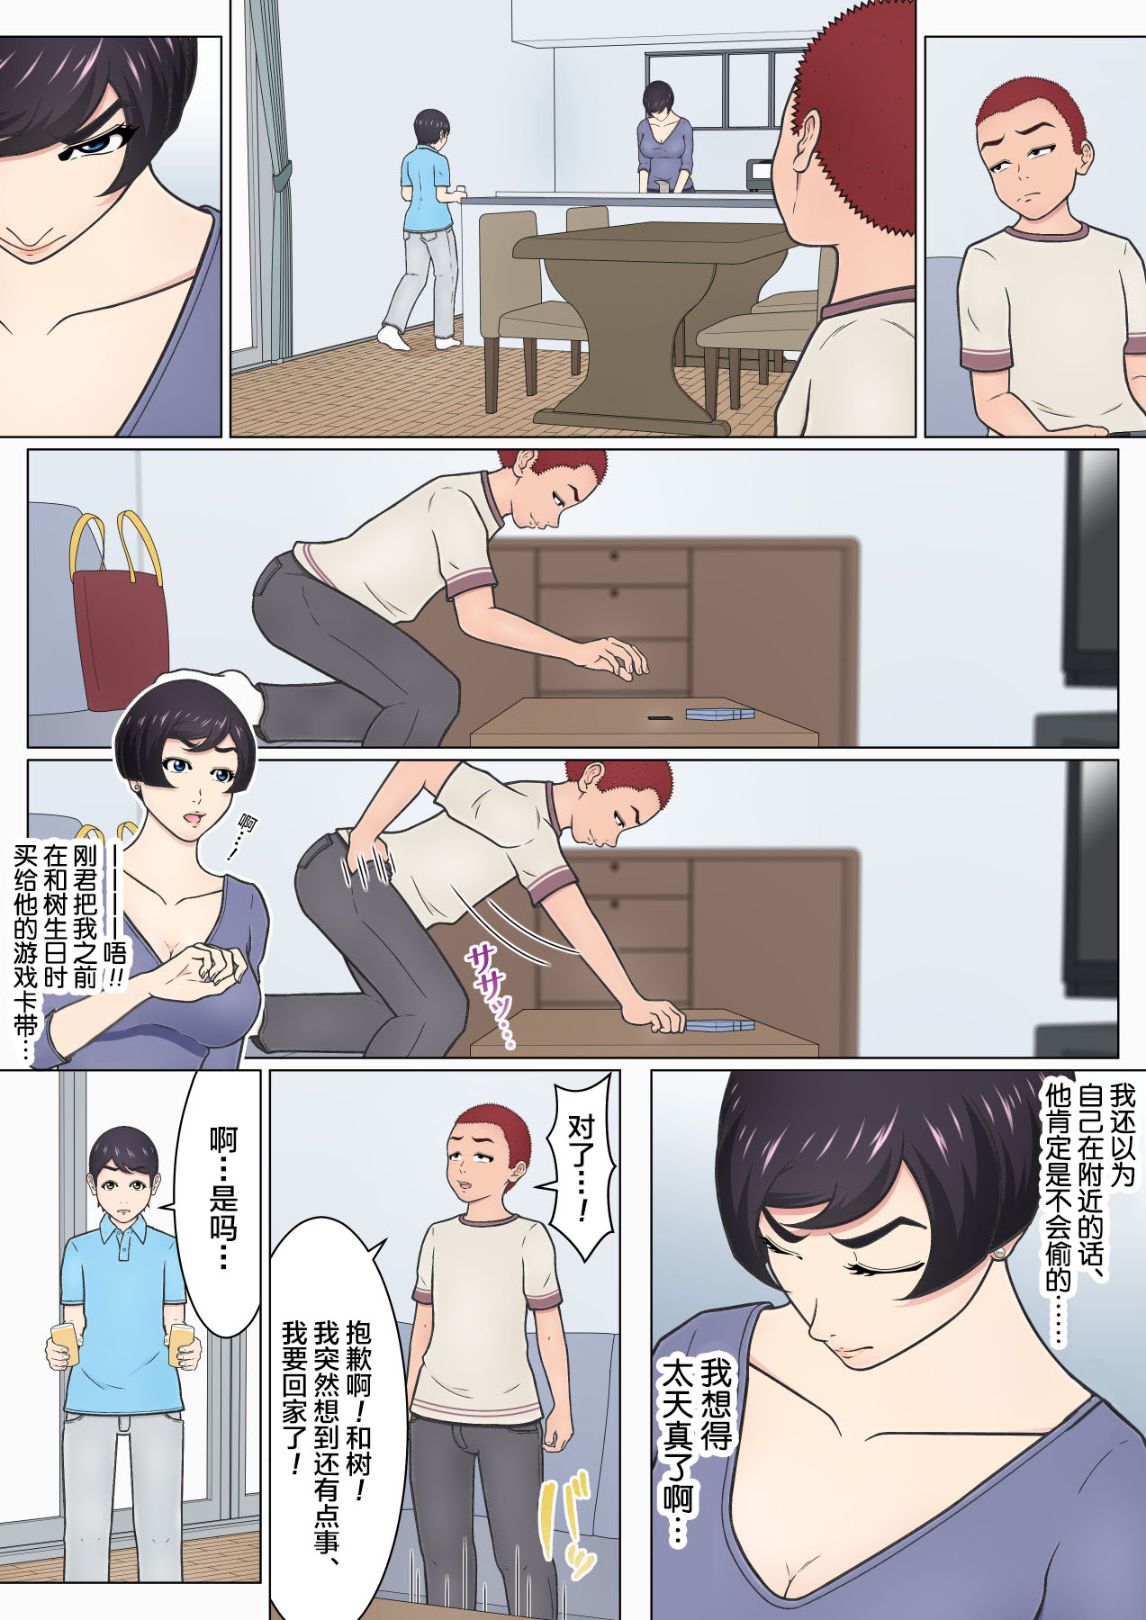 啊…!
————唔!!
刚君把我之前
在和树生日时
买给他的游戏卡带…
ササッ…
我还以为
自己在附近的话、
他肯定是不会偷的……
我想得
太天真了啊…
对了…!
抱歉啊!和树!
我突然想到还有点事、
我要回家了!
バッ
啊…是吗…